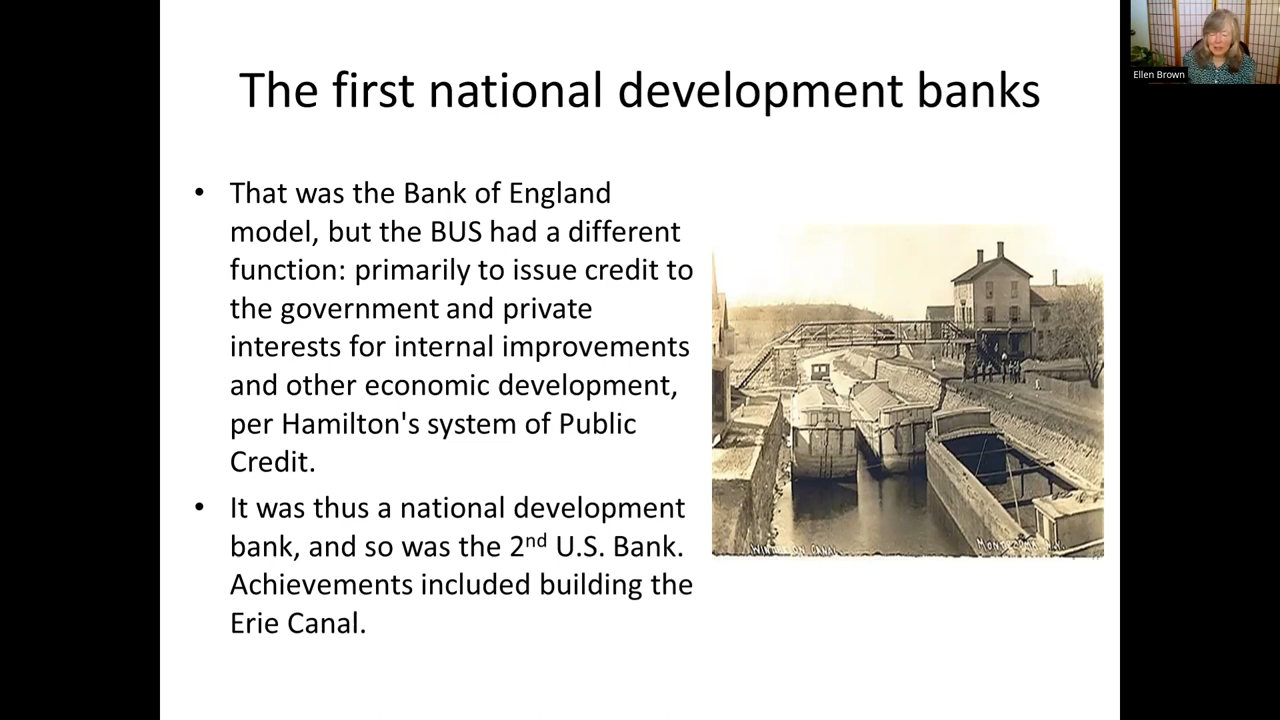 The first national development banks
Ellen Brown
• That was the Bank of England
model, but the BUS had a different
function: primarily to issue credit to
the government and private
interests for internal improvements
and other economic development,
per Hamilton's system of Public
Credit.
• It was thus a national development
bank, and so was the 2nd U.S. Bank.
Achievements included building the
Erie Canal.